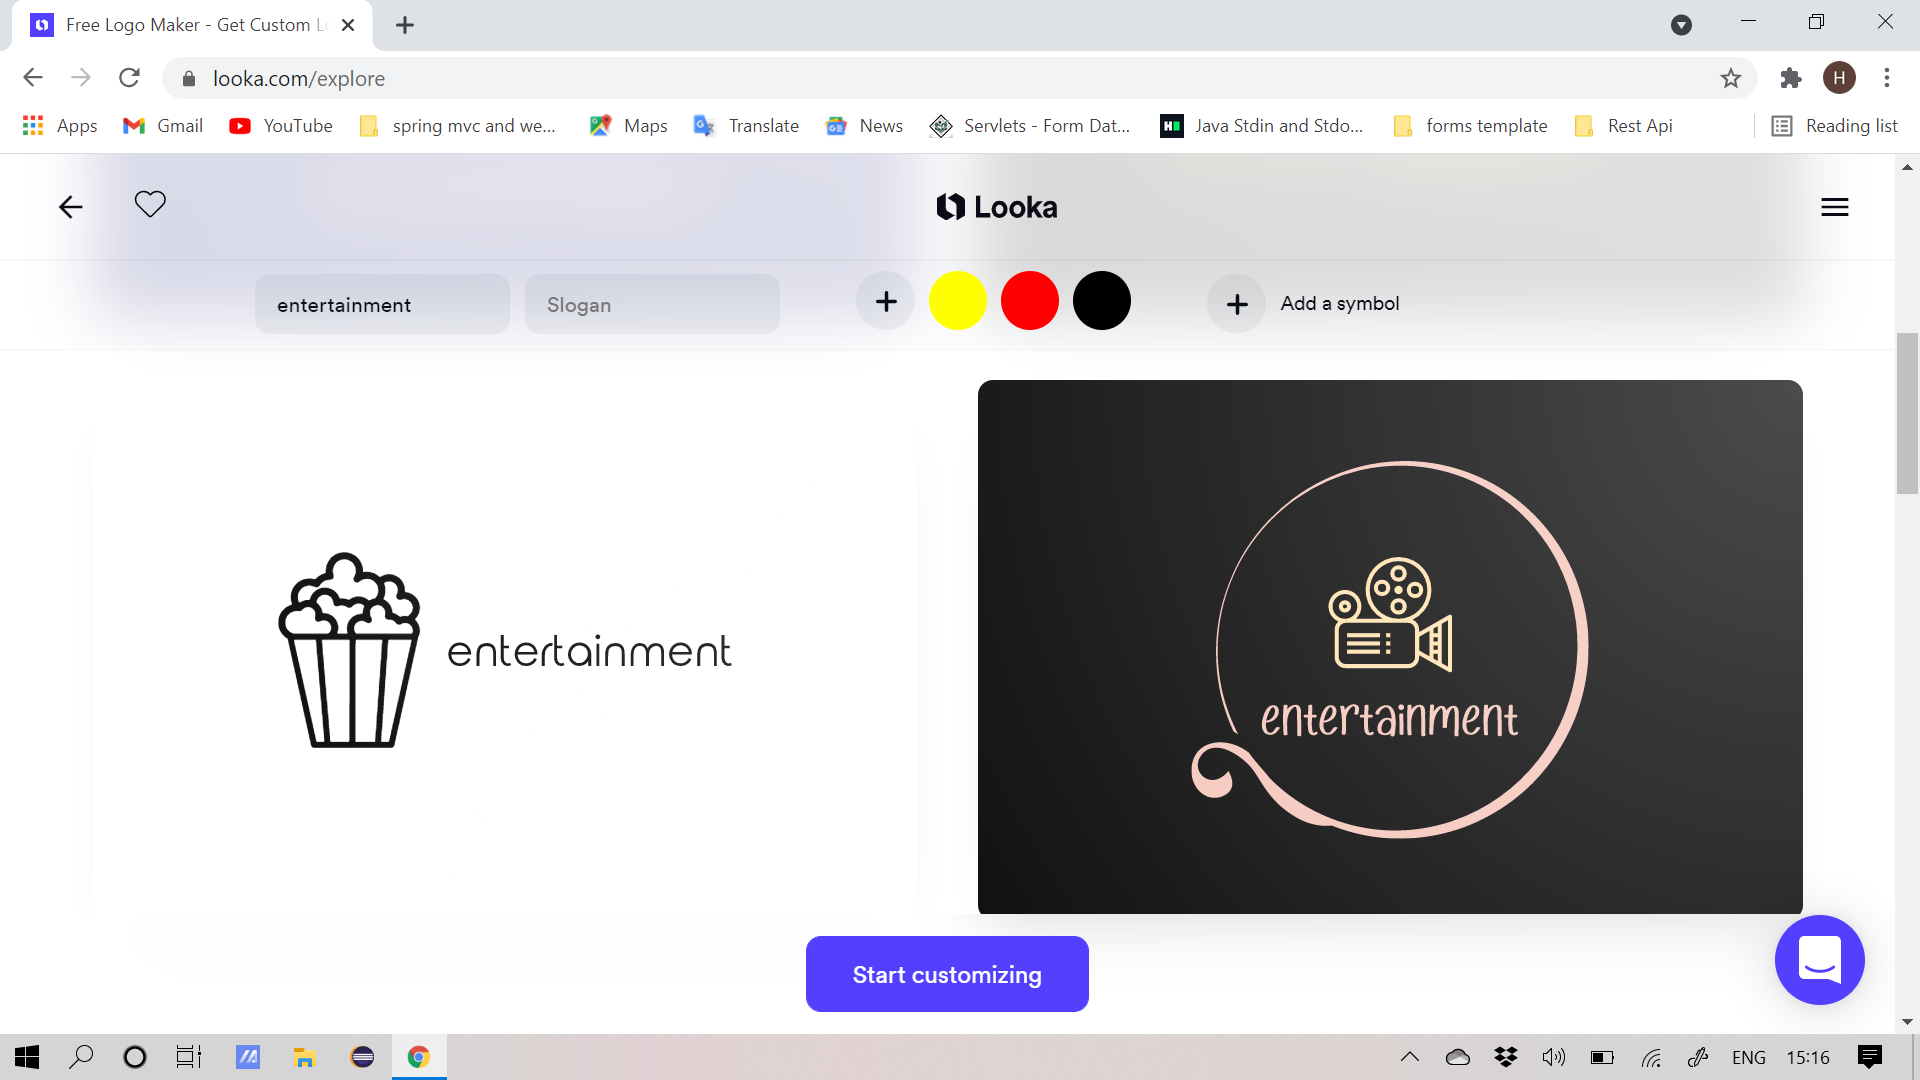 Free Logo Maker - Get Custom Lo
looka.com/explore
Apps Gmail YouTube spring mvc and we... Maps Translate News Servlets - Form Dat... Java Stdin and Stdo... forms template Rest Api Reading list
Looka
entertainment Slogan Add a symbol
entertainment
entertainment
Start customizing
ENG 15:16